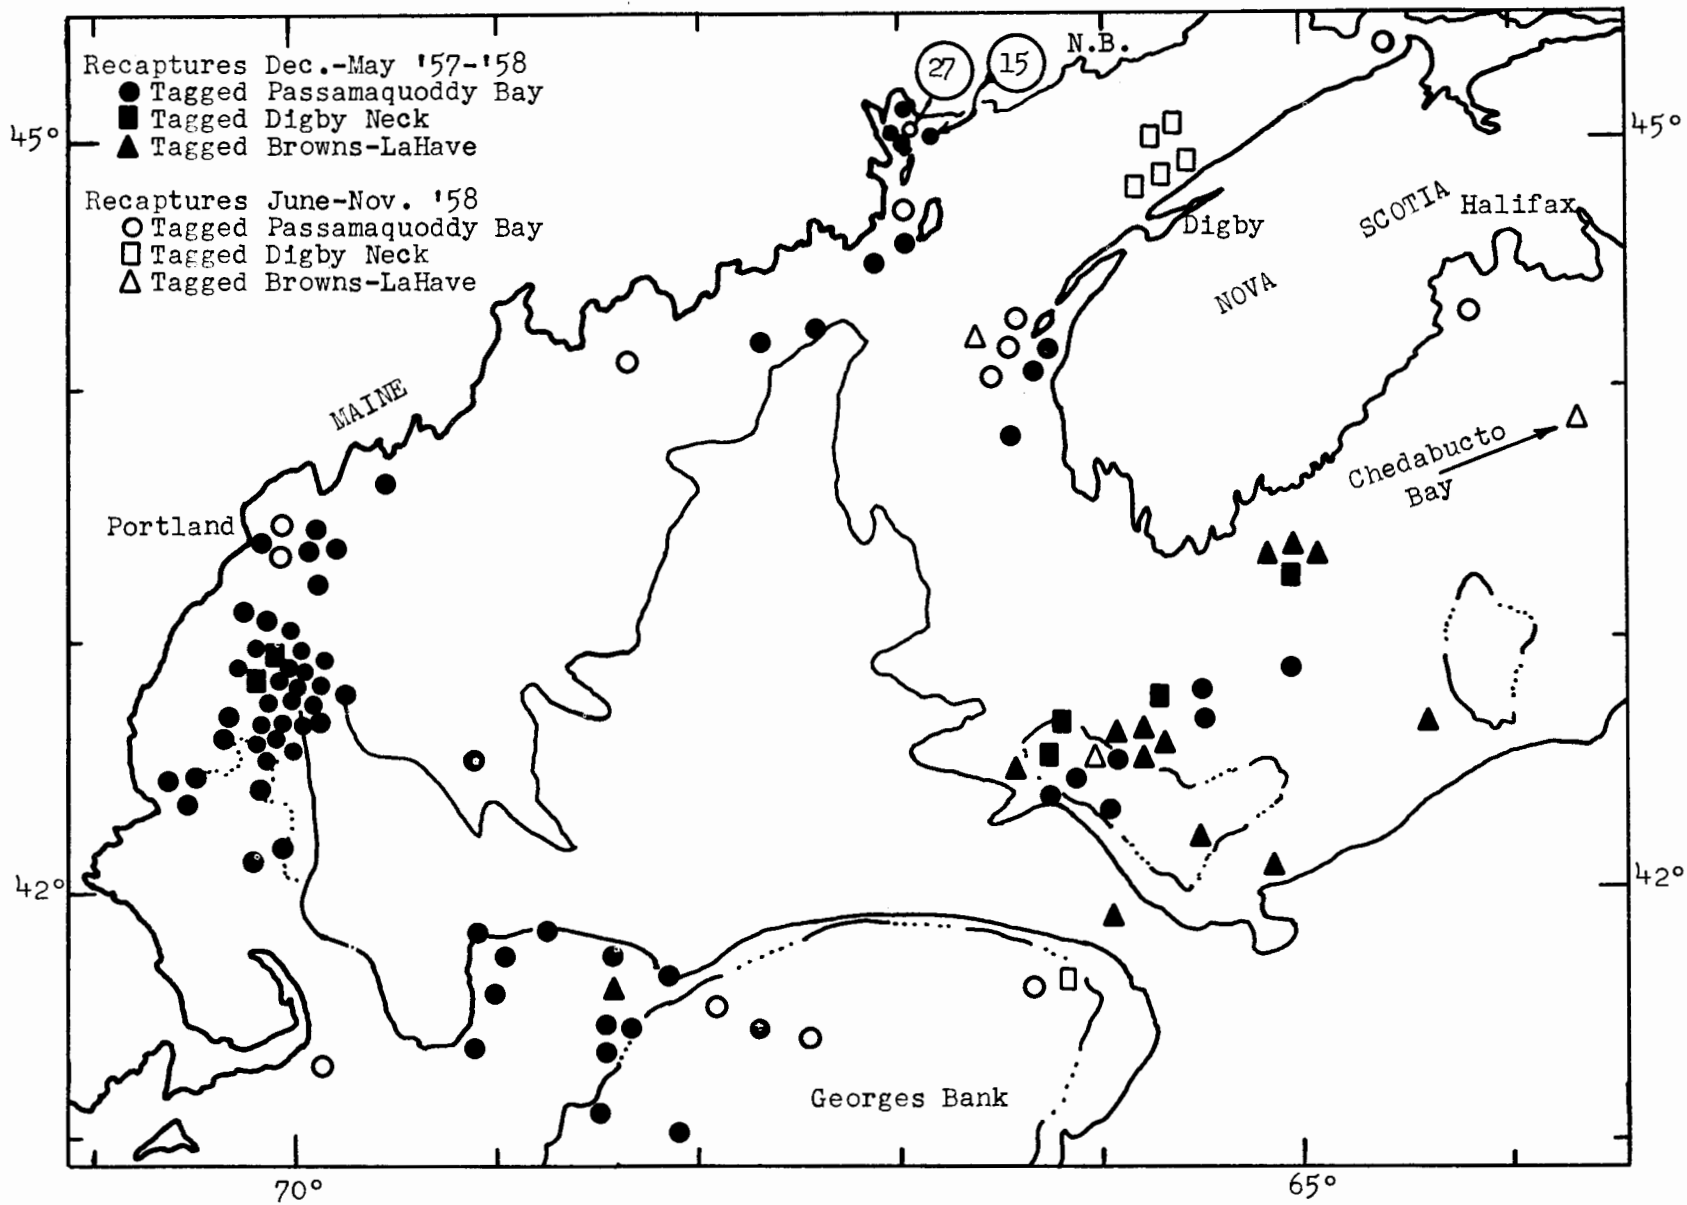 Recaptures Dec.-May '57-'58
Tagged Passamaquoddy Bay
Tagged Digby Neck
Tagged Browns-LaHave
Recaptures June-Nov. '58
Tagged Passamaquoddy Bay
Tagged Digby Neck
Tagged Browns-LaHave
27
15
N.B.
45°
45°
Digby
SCOTIA
Halifax
NOVA
MAINE
Chedabucto
Bay
Portland
42°
42°
Georges Bank
70°
65°